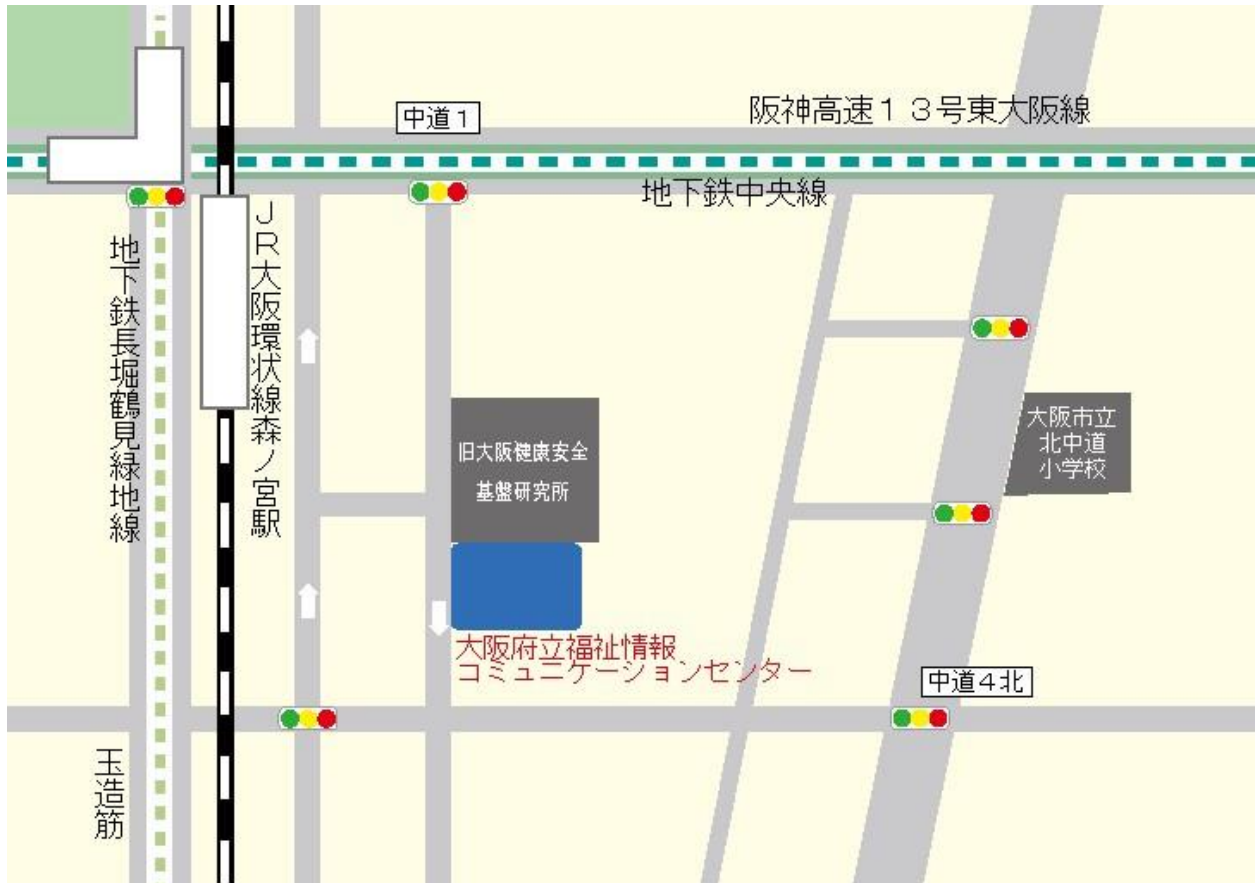 中道１
阪神高速１３号東大阪線
地下鉄中央線
ＪＲ大阪環状線森ノ宮駅
地下鉄長堀鶴見緑地線
旧大阪健康安全
基盤研究所
大阪市立
北中道
小学校
大阪府立福祉情報
コミュニケーションセンター
中道４北
玉造筋